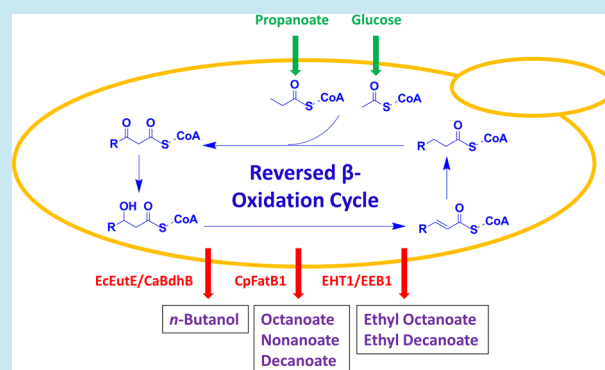 Propanoate Glucose
O O
S CoA S CoA
O O O
R S CoA R S CoA
Reversed β-
Oxidation Cycle
OH O O
R S CoA R S CoA
EcEutE/CaBdhB CpFatB1 EHT1/EEB1
n-Butanol Octanoate Ethyl Octanoate
Nonanoate Ethyl Decanoate
Decanoate